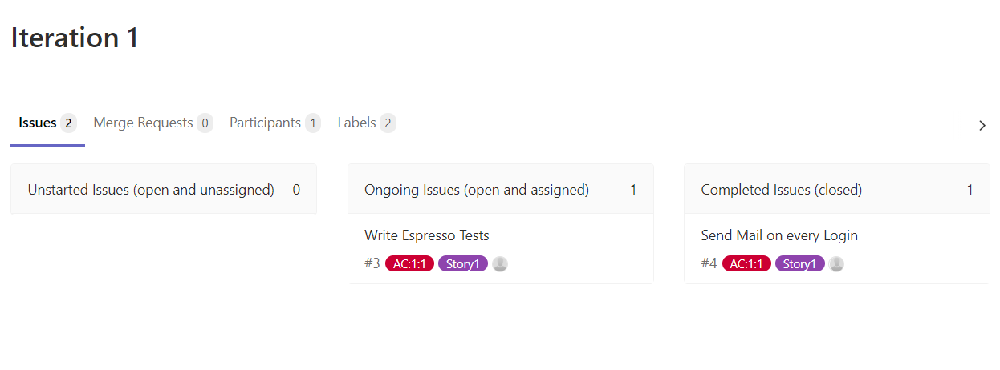 Iteration 1
Issues 2 Merge Requests 0 Participants 1 Labels 2
Unstarted Issues (open and unassigned) 0
Ongoing Issues (open and assigned) 1
Write Espresso Tests
#3 AC:1:1 Story1
Completed Issues (closed) 1
Send Mail on every Login
#4 AC:1:1 Story1